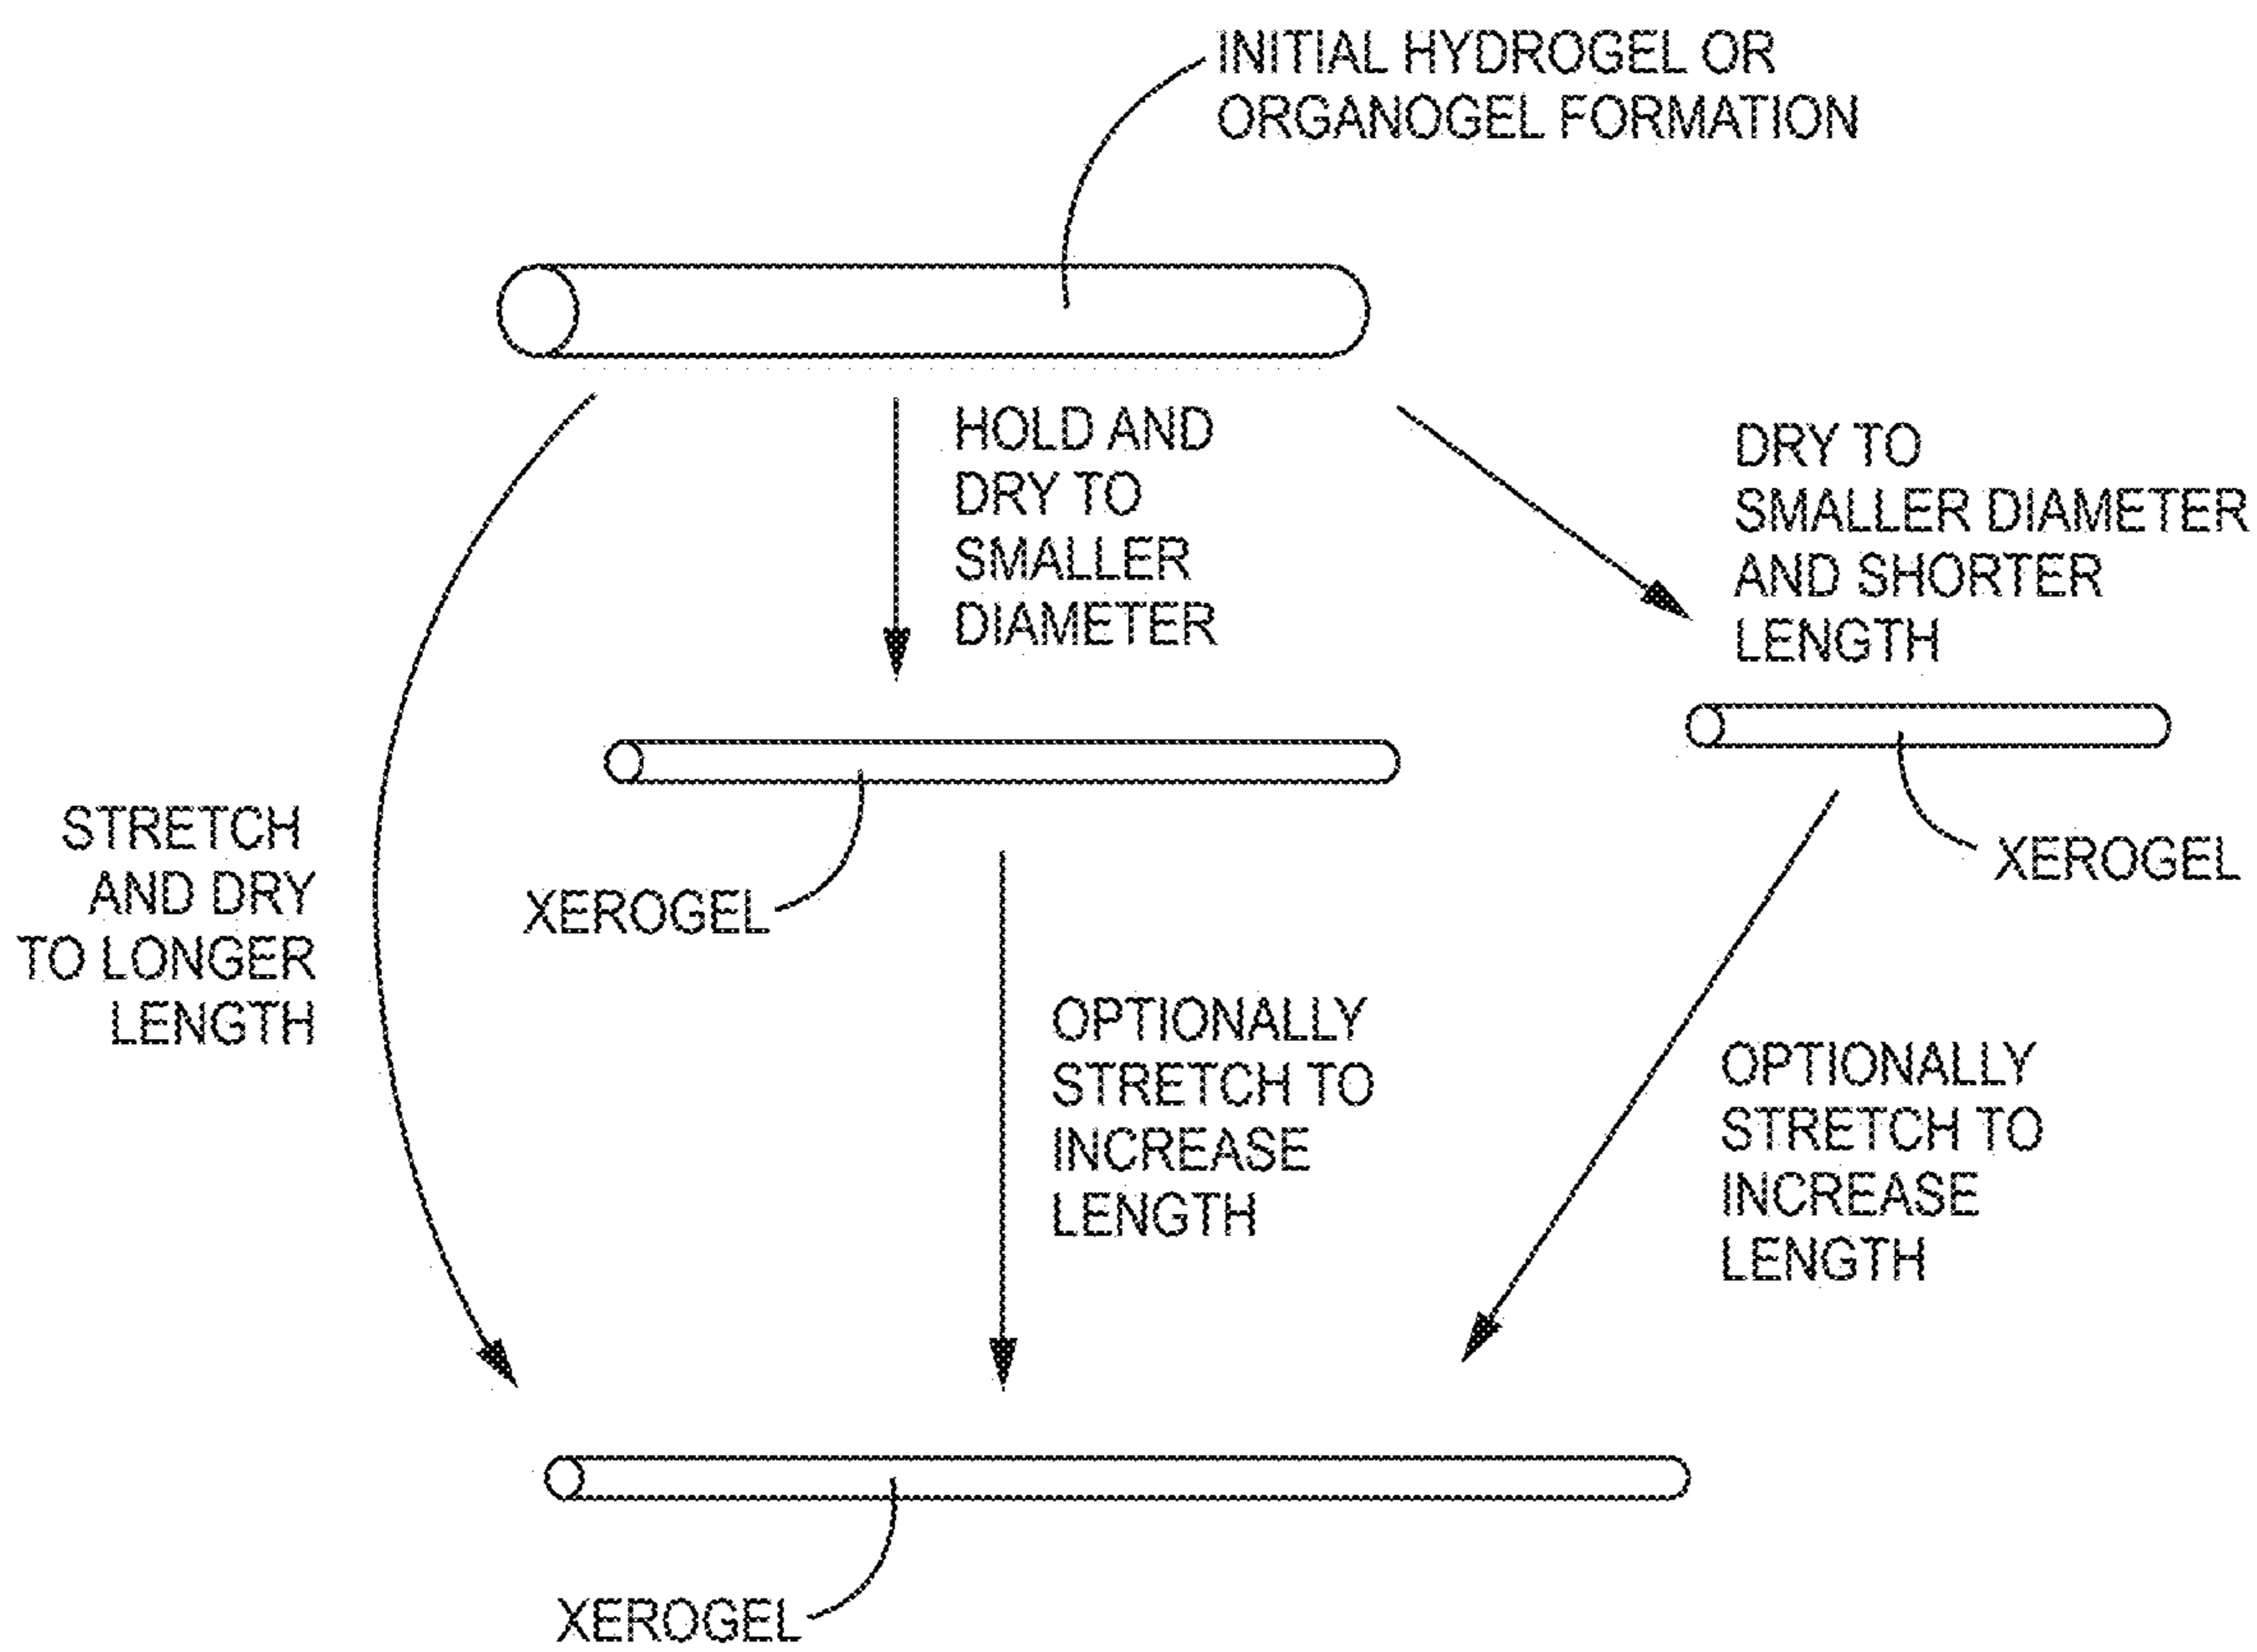 INITIAL HYDROGEL OR
ORGANOGEL FORMATION
HOLD AND
DRY TO
SMALLER
DIAMETER
DRY TO
SMALLER DIAMETER
AND SHORTER
LENGTH
STRETCH
AND DRY
TO LONGER
LENGTH
XEROGEL
XEROGEL
OPTIONALLY
STRETCH TO
INCREASE
LENGTH
OPTIONALLY
STRETCH TO
INCREASE
LENGTH
XEROGEL